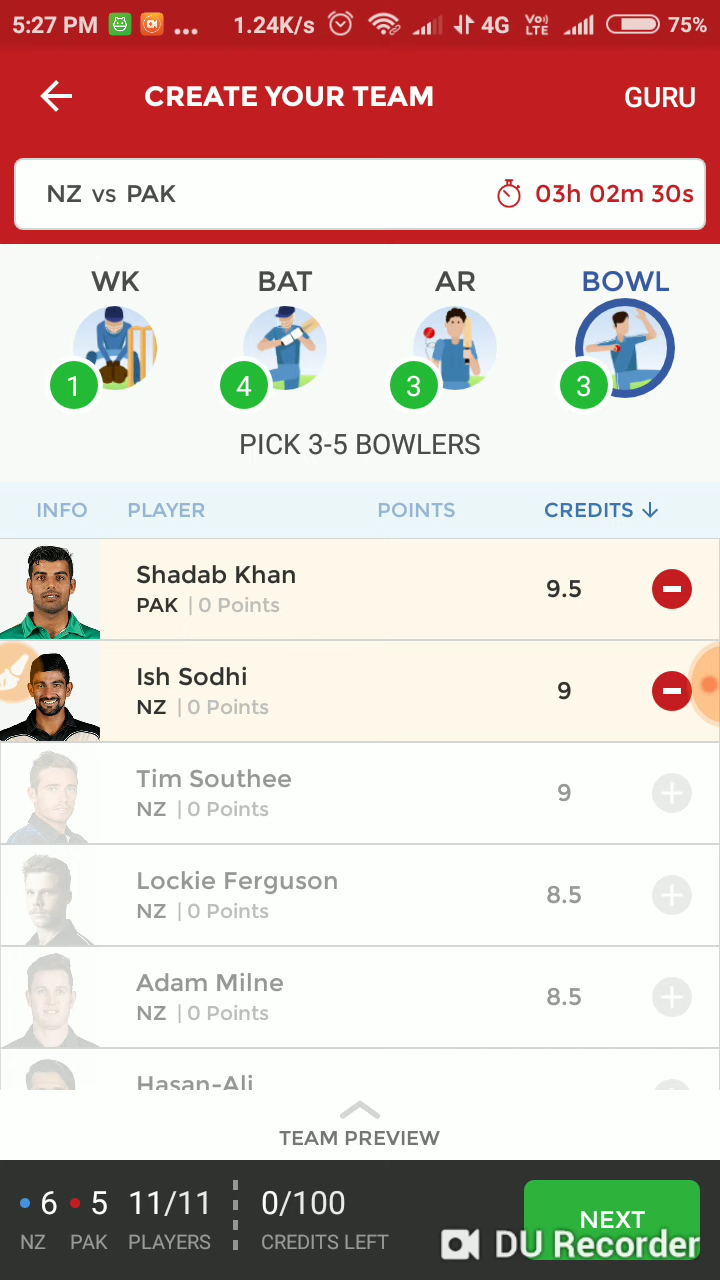 5:27 PM ... 1.24K/s 4G VoLTE 75%
CREATE YOUR TEAM GURU
NZ vs PAK 03h 02m 30s
WK BAT AR BOWL
1 4 3 3
PICK 3-5 BOWLERS
INFO PLAYER POINTS CREDITS ↓
Shadab Khan 9.5
PAK | 0 Points
Ish Sodhi 9
NZ | 0 Points
Tim Southee 9
NZ | 0 Points
Lockie Ferguson 8.5
NZ | 0 Points
Adam Milne 8.5
NZ | 0 Points
Hasan-Ali
TEAM PREVIEW
6 5 11/11 0/100 NEXT
NZ PAK PLAYERS CREDITS LEFT DU Recorder